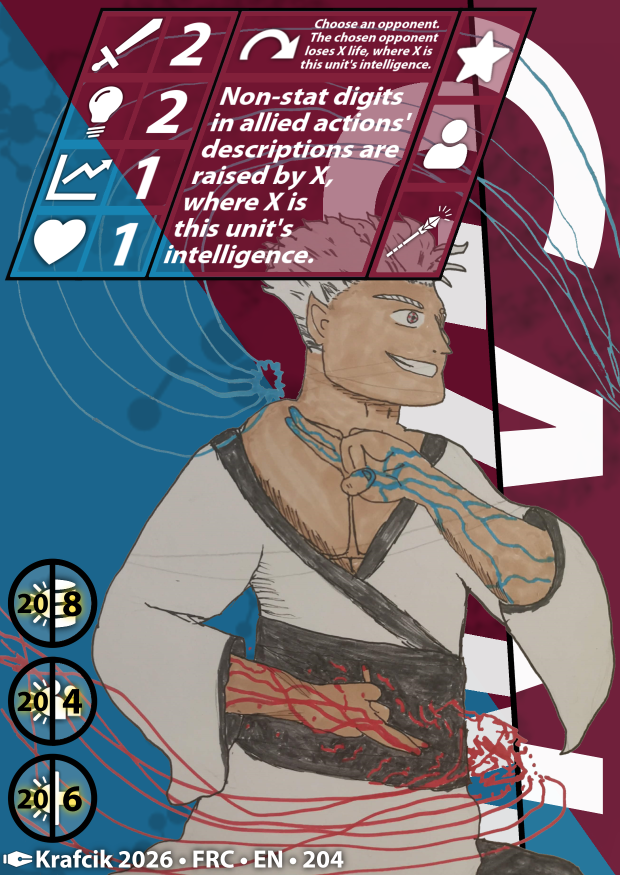 2
Choose an opponent.
The chosen opponent
loses X life, where X is
this unit's intelligence.
2
Non-stat digits
in allied actions'
descriptions are
raised by X,
where X is
this unit's
intelligence.
1
1
20 8
20 4
20 6
Krafcik 2026 • FRC • EN • 204